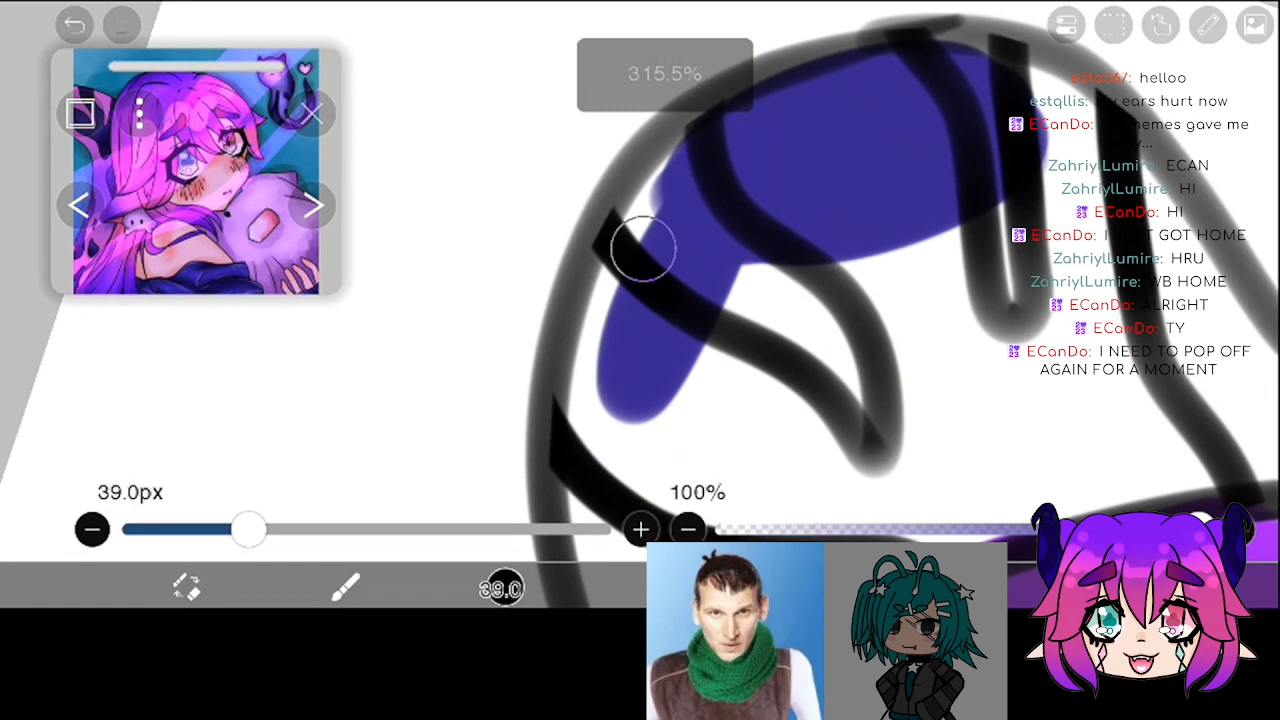 315.5%
helloo
estqllis: ears hurt now
ECanDo: memes gave me
ZahriylLumire: ECAN
ZahriylLumire: HI
ECanDo: HI
ECanDo: I GOT HOME
ZahriylLumire: HRU
ZahriylLumire: WB HOME
ECanDo: ALRIGHT
ECanDo: TY
ECanDo: I NEED TO POP OFF
AGAIN FOR A MOMENT
39.0px
100%
39.0